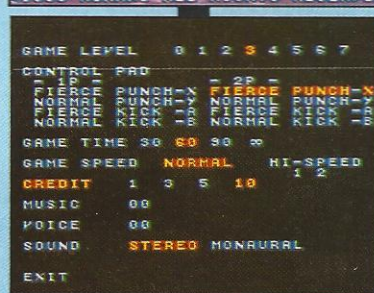 GAME LEVEL 0 1 2 3 4 5 6 7
CONTROL PAD
- 1P - - 2P -
FIERCE PUNCH-X FIERCE PUNCH-X
NORMAL PUNCH-Y NORMAL PUNCH-Y
FIERCE KICK -A FIERCE KICK -A
NORMAL KICK -B NORMAL KICK -B
GAME TIME 30 60 90 ∞
GAME SPEED NORMAL HI-SPEED
1 2
CREDIT 1 3 5 10
MUSIC 00
VOICE 00
SOUND STEREO MONAURAL
EXIT